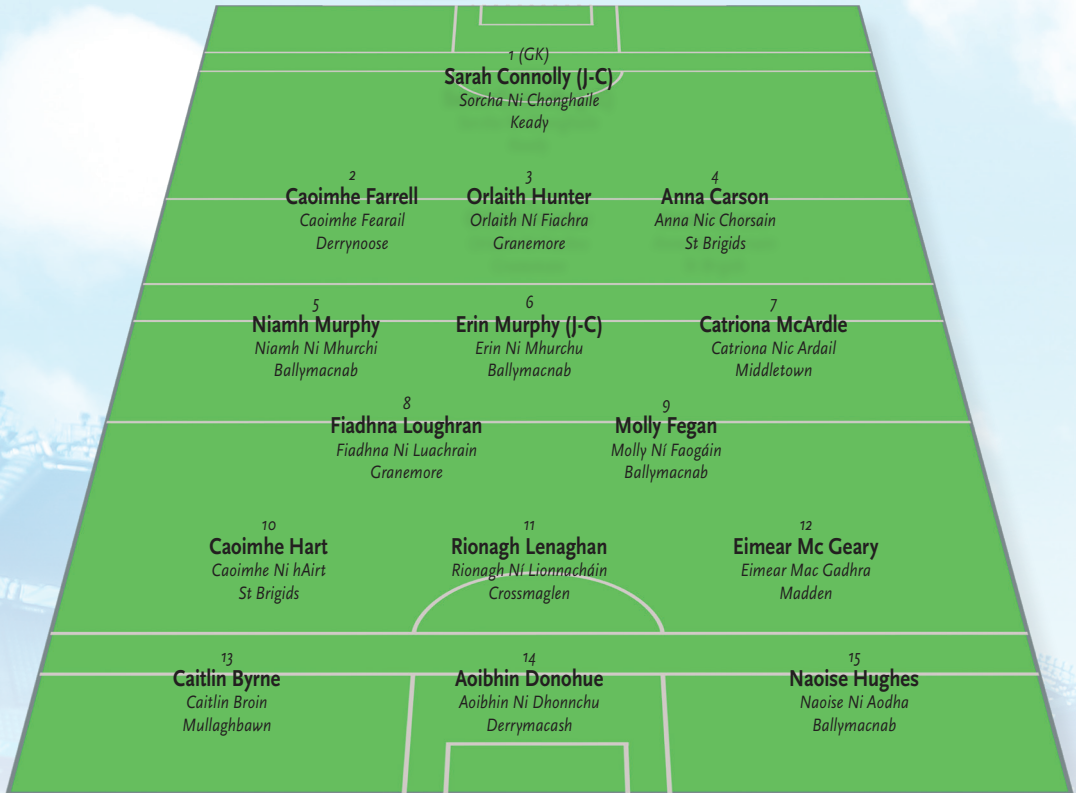 1 (GK)
Sarah Connolly (J-C)
Sorcha Ni Chonghaile
Keady
2
Caoimhe Farrell
Caoimhe Fearail
Derrynoose
3
Orlaith Hunter
Orlaith Ní Fiachra
Granemore
4
Anna Carson
Anna Nic Chorsain
St Brigids
5
Niamh Murphy
Niamh Ni Mhurchi
Ballymacnab
6
Erin Murphy (J-C)
Erin Ni Mhurchu
Ballymacnab
7
Catriona McArdle
Catriona Nic Ardail
Middletown
8
Fiadhna Loughran
Fiadhna Ni Luachrain
Granemore
9
Molly Fegan
Molly Ní Faogáin
Ballymacnab
10
Caoimhe Hart
Caoimhe Ni hAirt
St Brigids
11
Rionagh Lenaghan
Rionagh Ní Lionnacháin
Crossmaglen
12
Eimear Mc Geary
Eimear Mac Gadhra
Madden
13
Caitlin Byrne
Caitlin Broin
Mullaghbawn
14
Aoibhin Donohue
Aoibhin Ni Dhonnchu
Derrymacash
15
Naoise Hughes
Naoise Ni Aodha
Ballymacnab